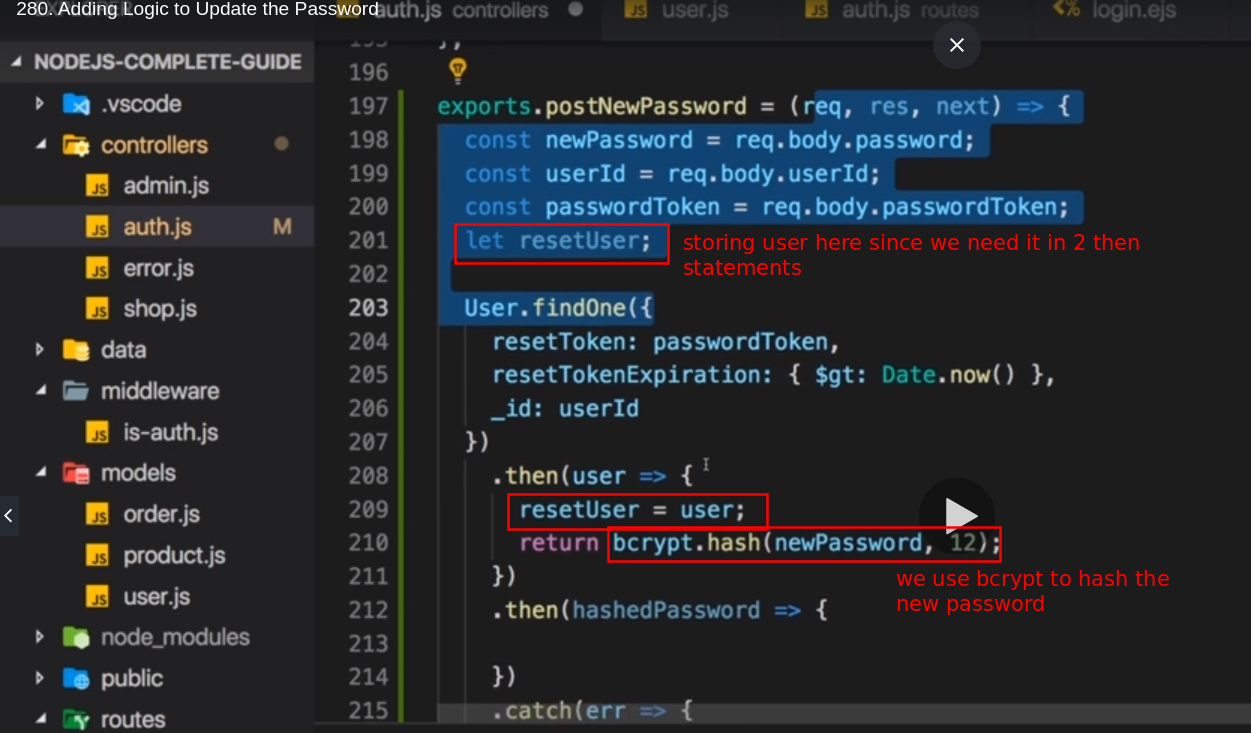 280. Adding Logic to Update the Password
auth.js controllers
user.js
auth.js routes
login.ejs
NODEJS-COMPLETE-GUIDE
.vscode
controllers
admin.js
auth.js M
error.js
shop.js
data
middleware
is-auth.js
models
order.js
product.js
user.js
node_modules
public
routes
195 };
196
197 exports.postNewPassword = (req, res, next) => {
198 const newPassword = req.body.password;
199 const userId = req.body.userId;
200 const passwordToken = req.body.passwordToken;
201 let resetUser;
storing user here since we need it in 2 then
statements
202
203 User.findOne({
204 resetToken: passwordToken,
205 resetTokenExpiration: { $gt: Date.now() },
206 _id: userId
207 })
208 .then(user => {
209 resetUser = user;
210 return bcrypt.hash(newPassword, 12);
we use bcrypt to hash the
new password
211 })
212 .then(hashedPassword => {
213
214 })
215 .catch(err => {